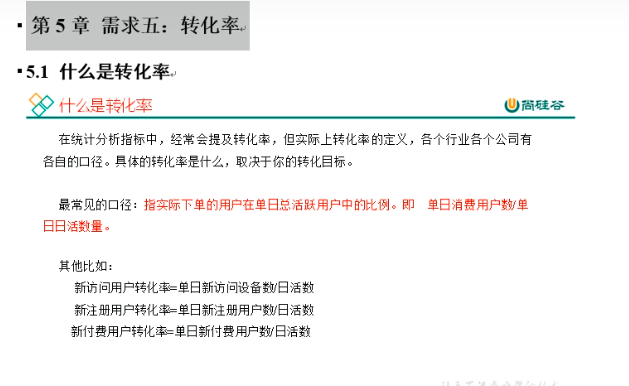 第 5 章 需求五：转化率
5.1 什么是转化率
什么是转化率
尚硅谷
在统计分析指标中，经常会提及转化率，但实际上转化率的定义，各个行业各个公司有
各自的口径。具体的转化率是什么，取决于你的转化目标。
最常见的口径：指实际下单的用户在单日总活跃用户中的比例。即 单日消费用户数/单
日日活数量。
其他比如：
新访问用户转化率=单日新访问设备数/日活数
新注册用户转化率=单日新注册用户数/日活数
新付费用户转化率=单日新付费用户数/日活数